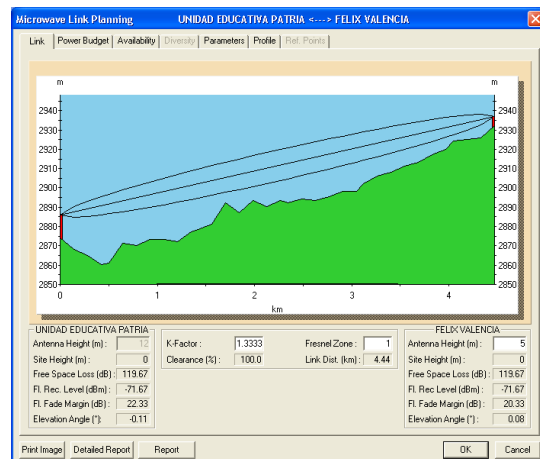 Microwave Link Planning UNIDAD EDUCATIVA PATRIA <---> FELIX VALENCIA
Link Power Budget Availability Diversity Parameters Profile Ref. Points
m m
2940 2940
2930 2930
2920 2920
2910 2910
2900 2900
2890 2890
2880 2880
2870 2870
2860 2860
2850 2850
0 1 2 3 4
km
UNIDAD EDUCATIVA PATRIA
Antenna Height (m) : 12
Site Height (m) : 0
Free Space Loss (dB) : 119.67
Fl. Rec. Level (dBm) : -71.67
Fl. Fade Margin (dB) : 22.33
Elevation Angle (°): -0.11
K-Factor : 1.3333 Fresnel Zone : 1
Clearance (%) : 100.0 Link Dist. (km) : 4.44
FELIX VALENCIA
Antenna Height (m) : 5
Site Height (m) : 0
Free Space Loss (dB) : 119.67
Fl. Rec. Level (dBm) : -71.67
Fl. Fade Margin (dB) : 20.33
Elevation Angle (°) : 0.08
Print Image Detailed Report Report OK Cancel